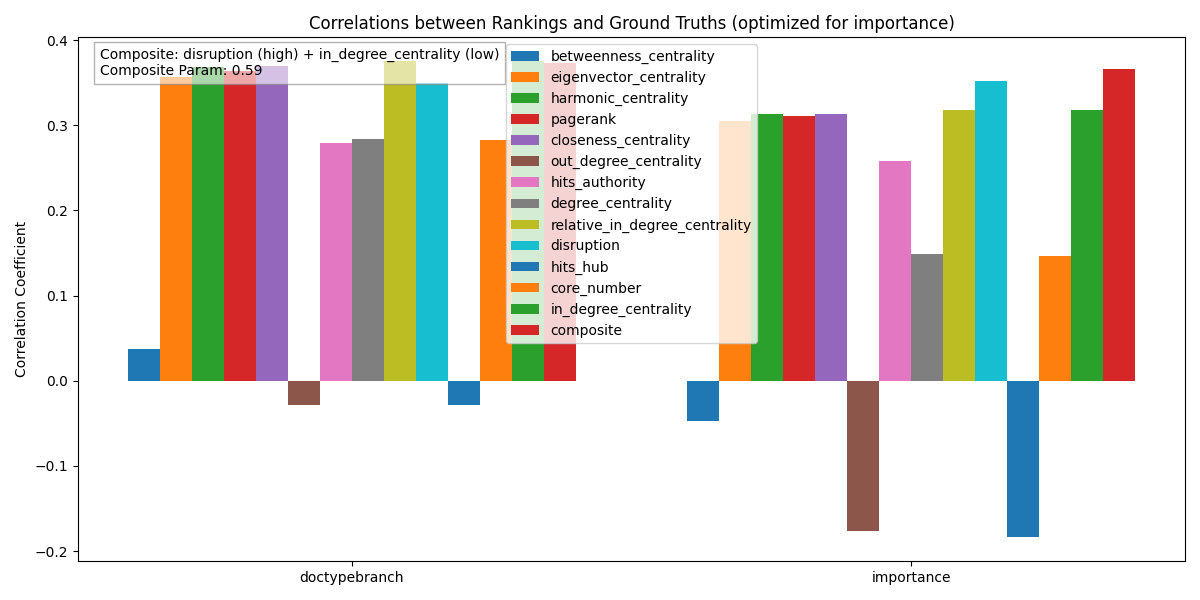 Correlations between Rankings and Ground Truths (optimized for importance)
Composite: disruption (high) + in_degree_centrality (low)
Composite Param: 0.59
betweenness_centrality
eigenvector_centrality
harmonic_centrality
pagerank
closeness_centrality
out_degree_centrality
hits_authority
degree_centrality
relative_in_degree_centrality
disruption
hits_hub
core_number
in_degree_centrality
composite
Correlation Coefficient
0.4
0.3
0.2
0.1
0.0
−0.1
−0.2
doctypebranch
importance